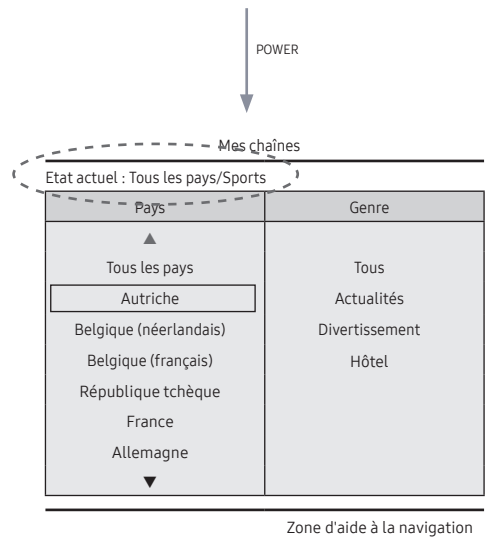 POWER
Mes chaînes
Etat actuel : Tous les pays/Sports
Pays Genre
Tous les pays Tous
Autriche Actualités
Belgique (néerlandais) Divertissement
Belgique (français) Hôtel
République tchèque
France
Allemagne
Zone d'aide à la navigation